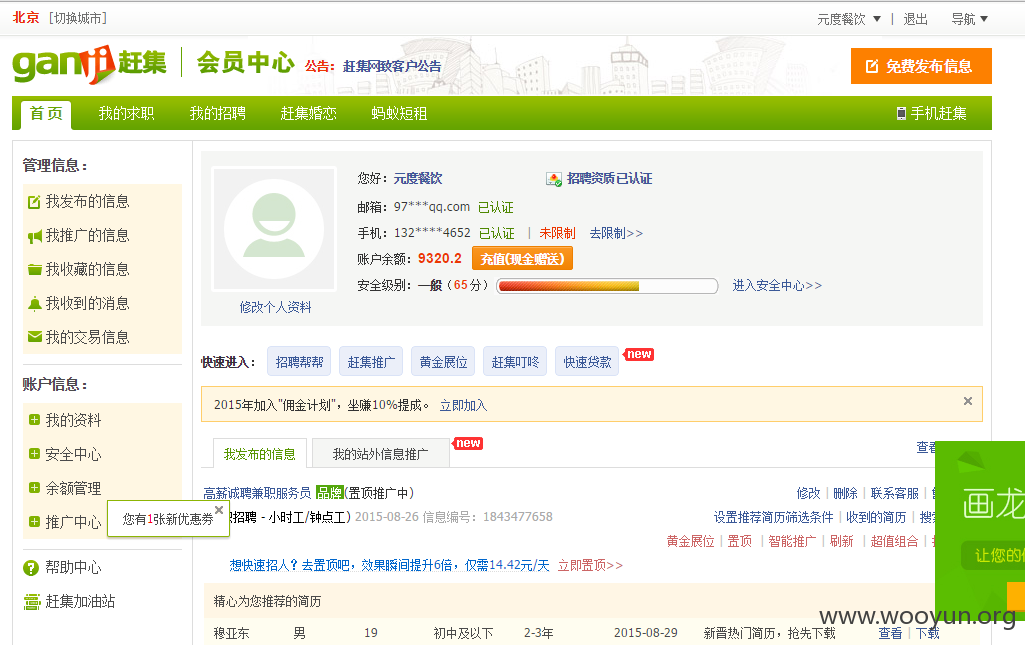 北京 [切换城市] 元度餐饮 ▼ | 退出 导航 ▼
ganji赶集 会员中心 公告：赶集网致客户公告 免费发布信息
首页 我的求职 我的招聘 赶集婚恋 蚂蚁短租 手机赶集
管理信息：
我发布的信息
我推广的信息
我收藏的信息
我收到的消息
我的交易信息
账户信息：
我的资料
安全中心
余额管理
推广中心
您有1张新优惠券 ×
帮助中心
赶集加油站
您好：元度餐饮 招聘资质已认证
邮箱：97***qq.com 已认证
手机：132****4652 已认证 | 未限制 去限制>>
账户余额：9320.2 充值(现金赠送)
安全级别：一般（65分） 进入安全中心>>
修改个人资料
快速进入： 招聘帮帮 赶集推广 黄金展位 赶集叮咚 快速贷款 new
2015年加入"佣金计划"，坐赚10%提成。 立即加入 ×
我发布的信息 我的站外信息推广 new 查看
高薪诚聘兼职服务员 品牌(置顶推广中) 修改 | 删除 | 联系客服 |
职招聘 - 小时工/钟点工) 2015-08-26 信息编号：1843477658 设置推荐简历筛选条件 | 收到的简历 | 搜索
黄金展位 | 置顶 | 智能推广 | 刷新 | 超值组合 |
想快速招人？去置顶吧，效果瞬间提升6倍，仅需14.42元/天 立即置顶>>
精心为您推荐的简历
穆亚东 男 19 初中及以下 2-3年 2015-08-29 新晋热门简历，抢先下载 查看 | 下载
画龙
让您的
www.wooyun.org